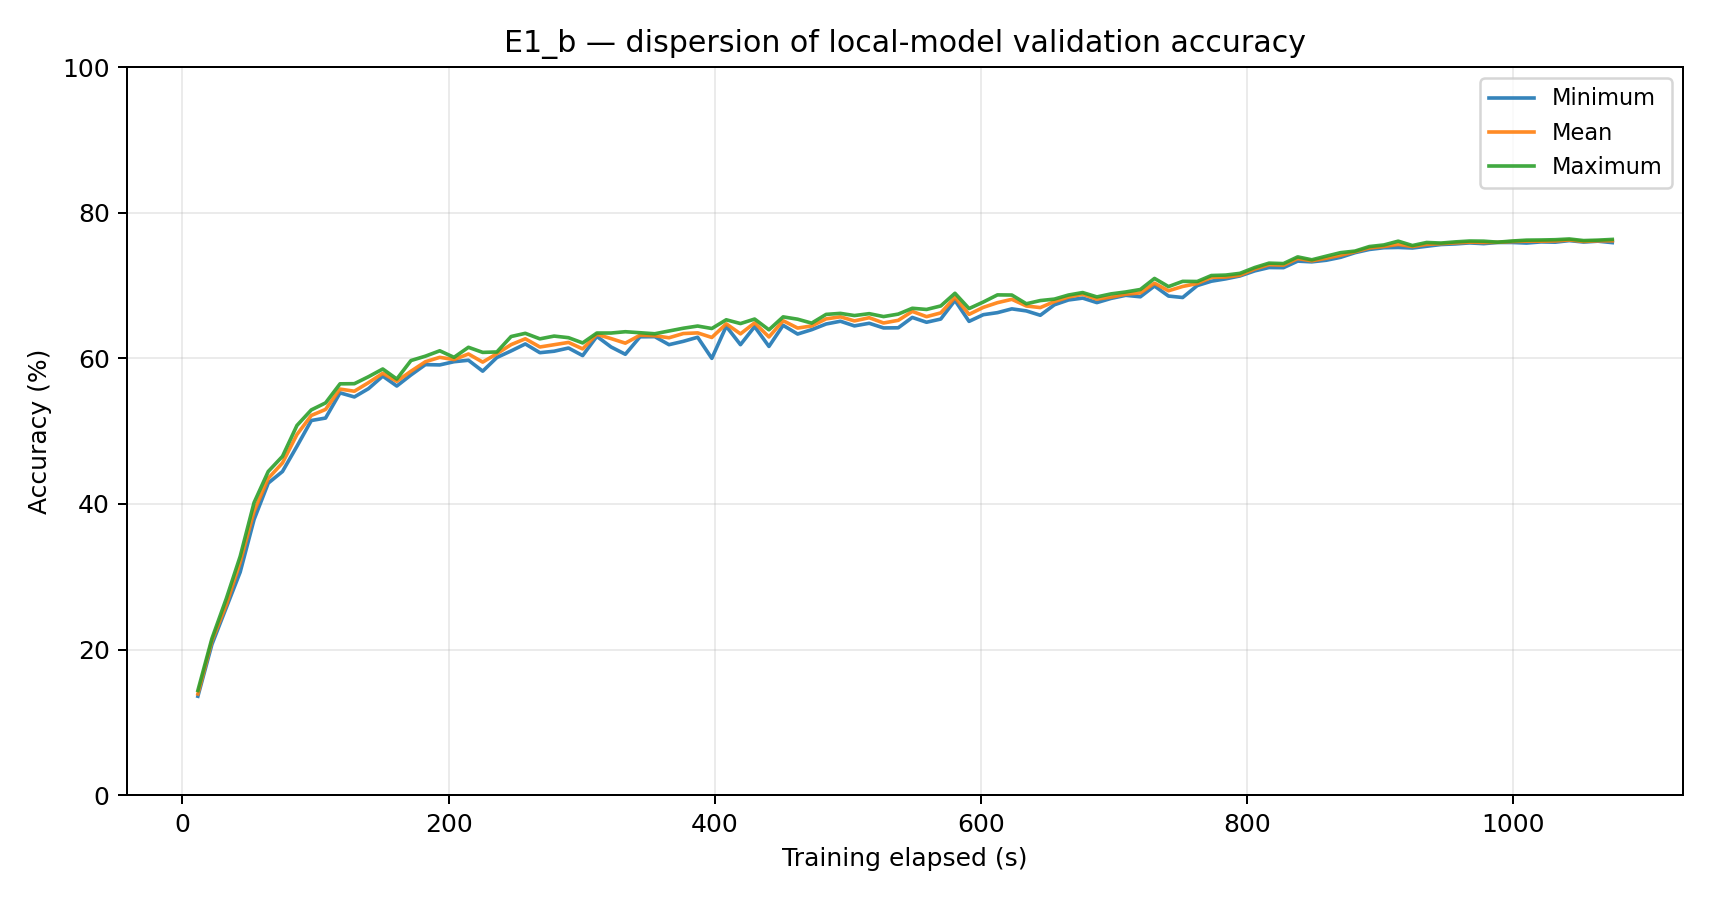 E1_b — dispersion of local-model validation accuracy
100
80
60
40
20
0
Accuracy (%)
Minimum
Mean
Maximum
0 200 400 600 800 1000
Training elapsed (s)